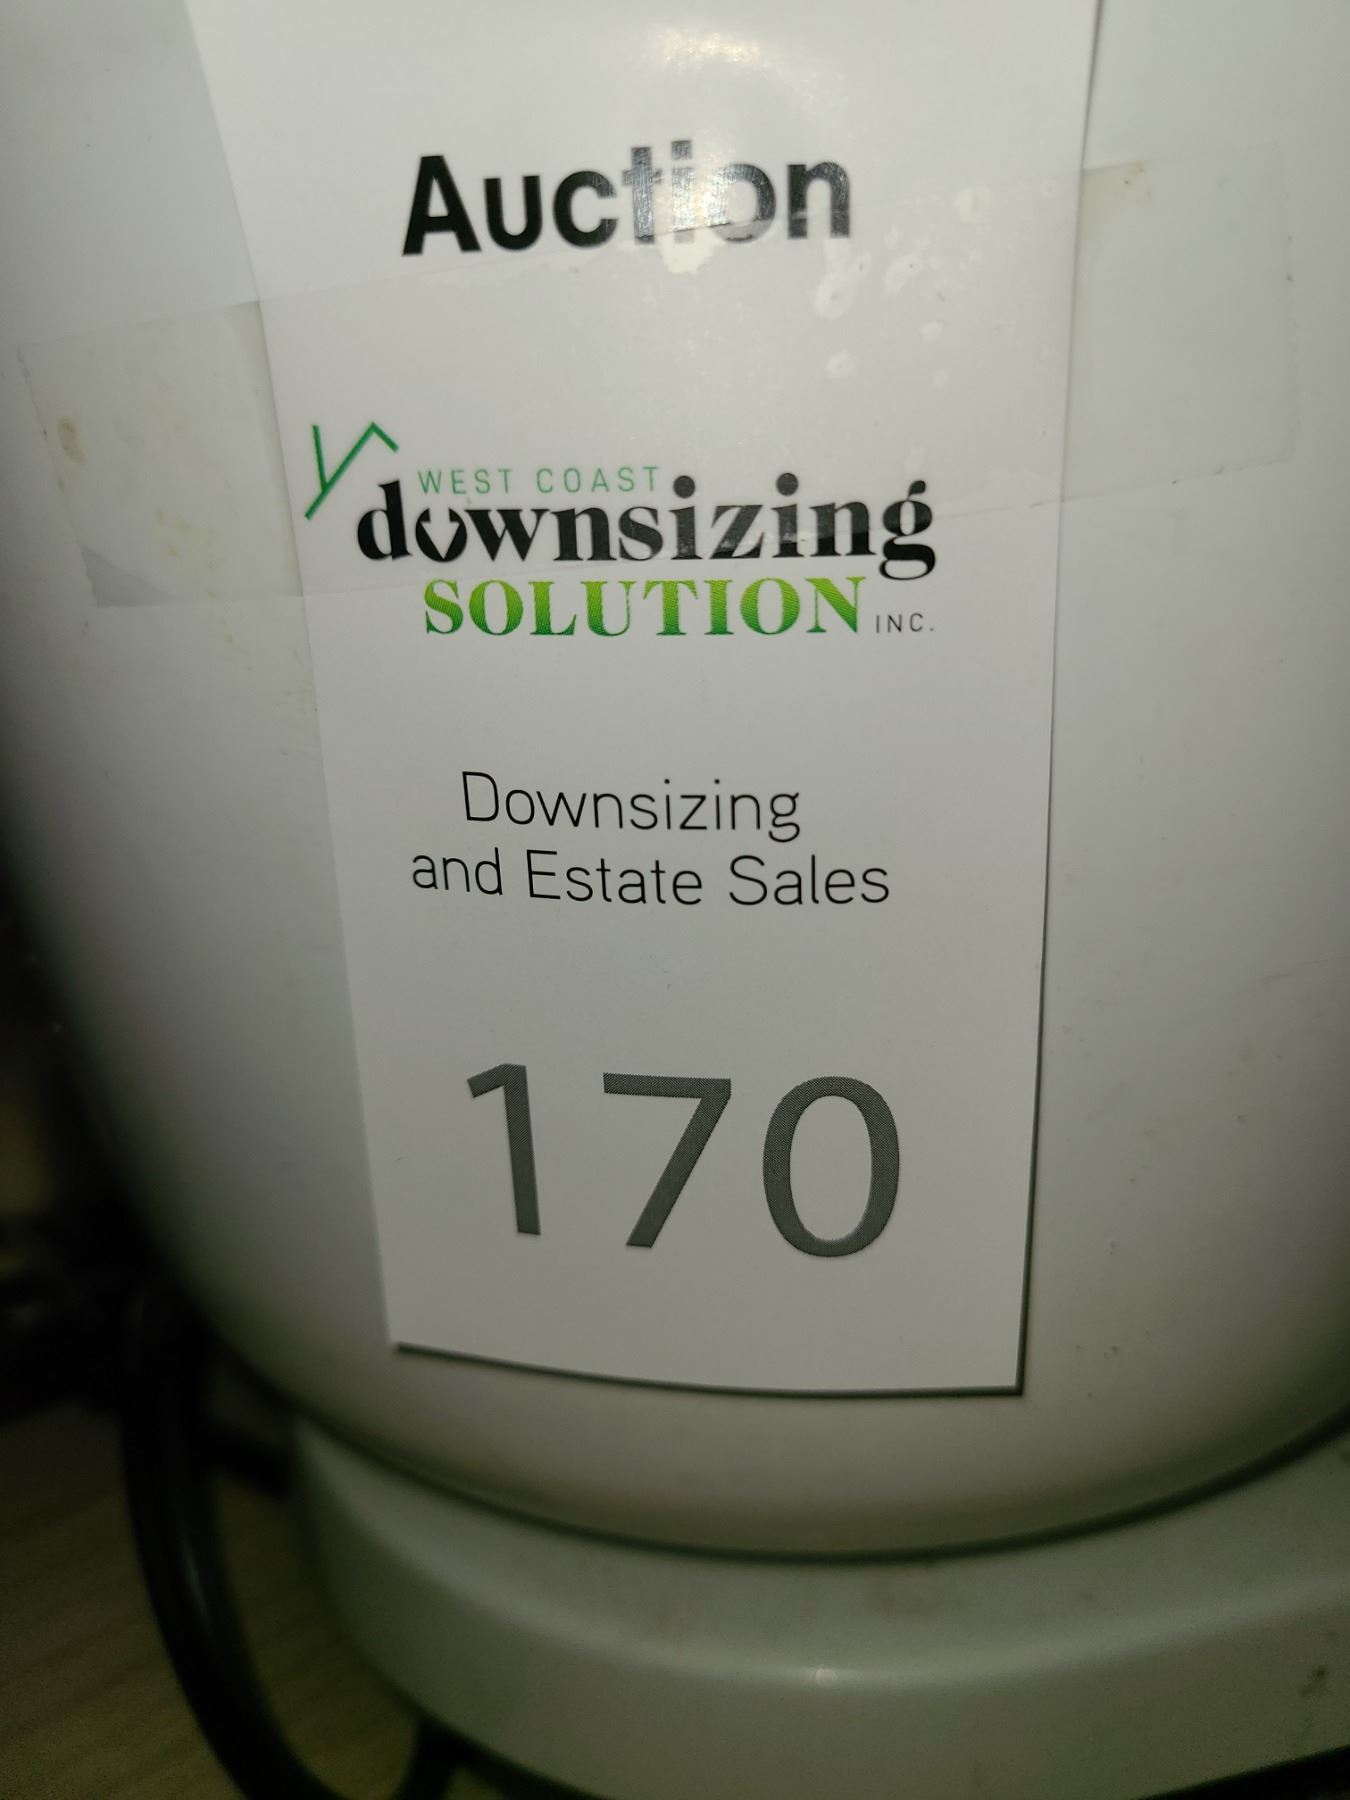 Auction
WEST COAST
downsizing
SOLUTION INC.
Downsizing
and Estate Sales
170